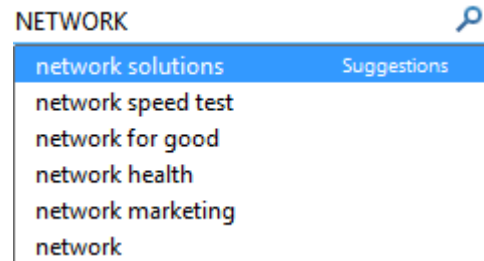 NETWORK
network solutions Suggestions
network speed test
network for good
network health
network marketing
network